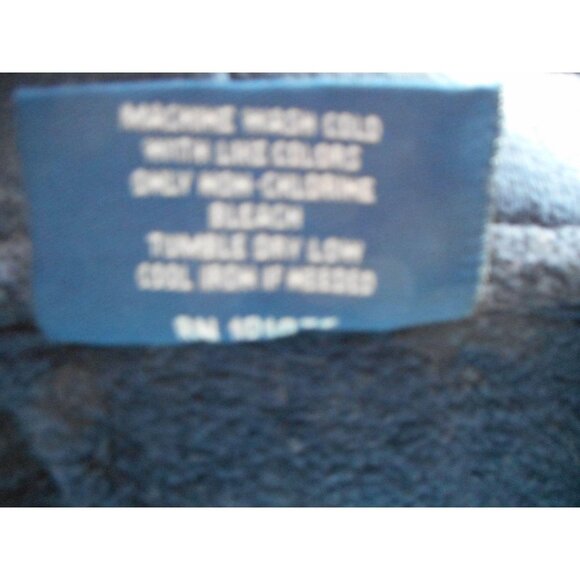 MACHINE WASH COLD
WITH LIKE COLORS
ONLY NON-CHLORINE
BLEACH
TUMBLE DRY LOW
COOL IRON IF NEEDED